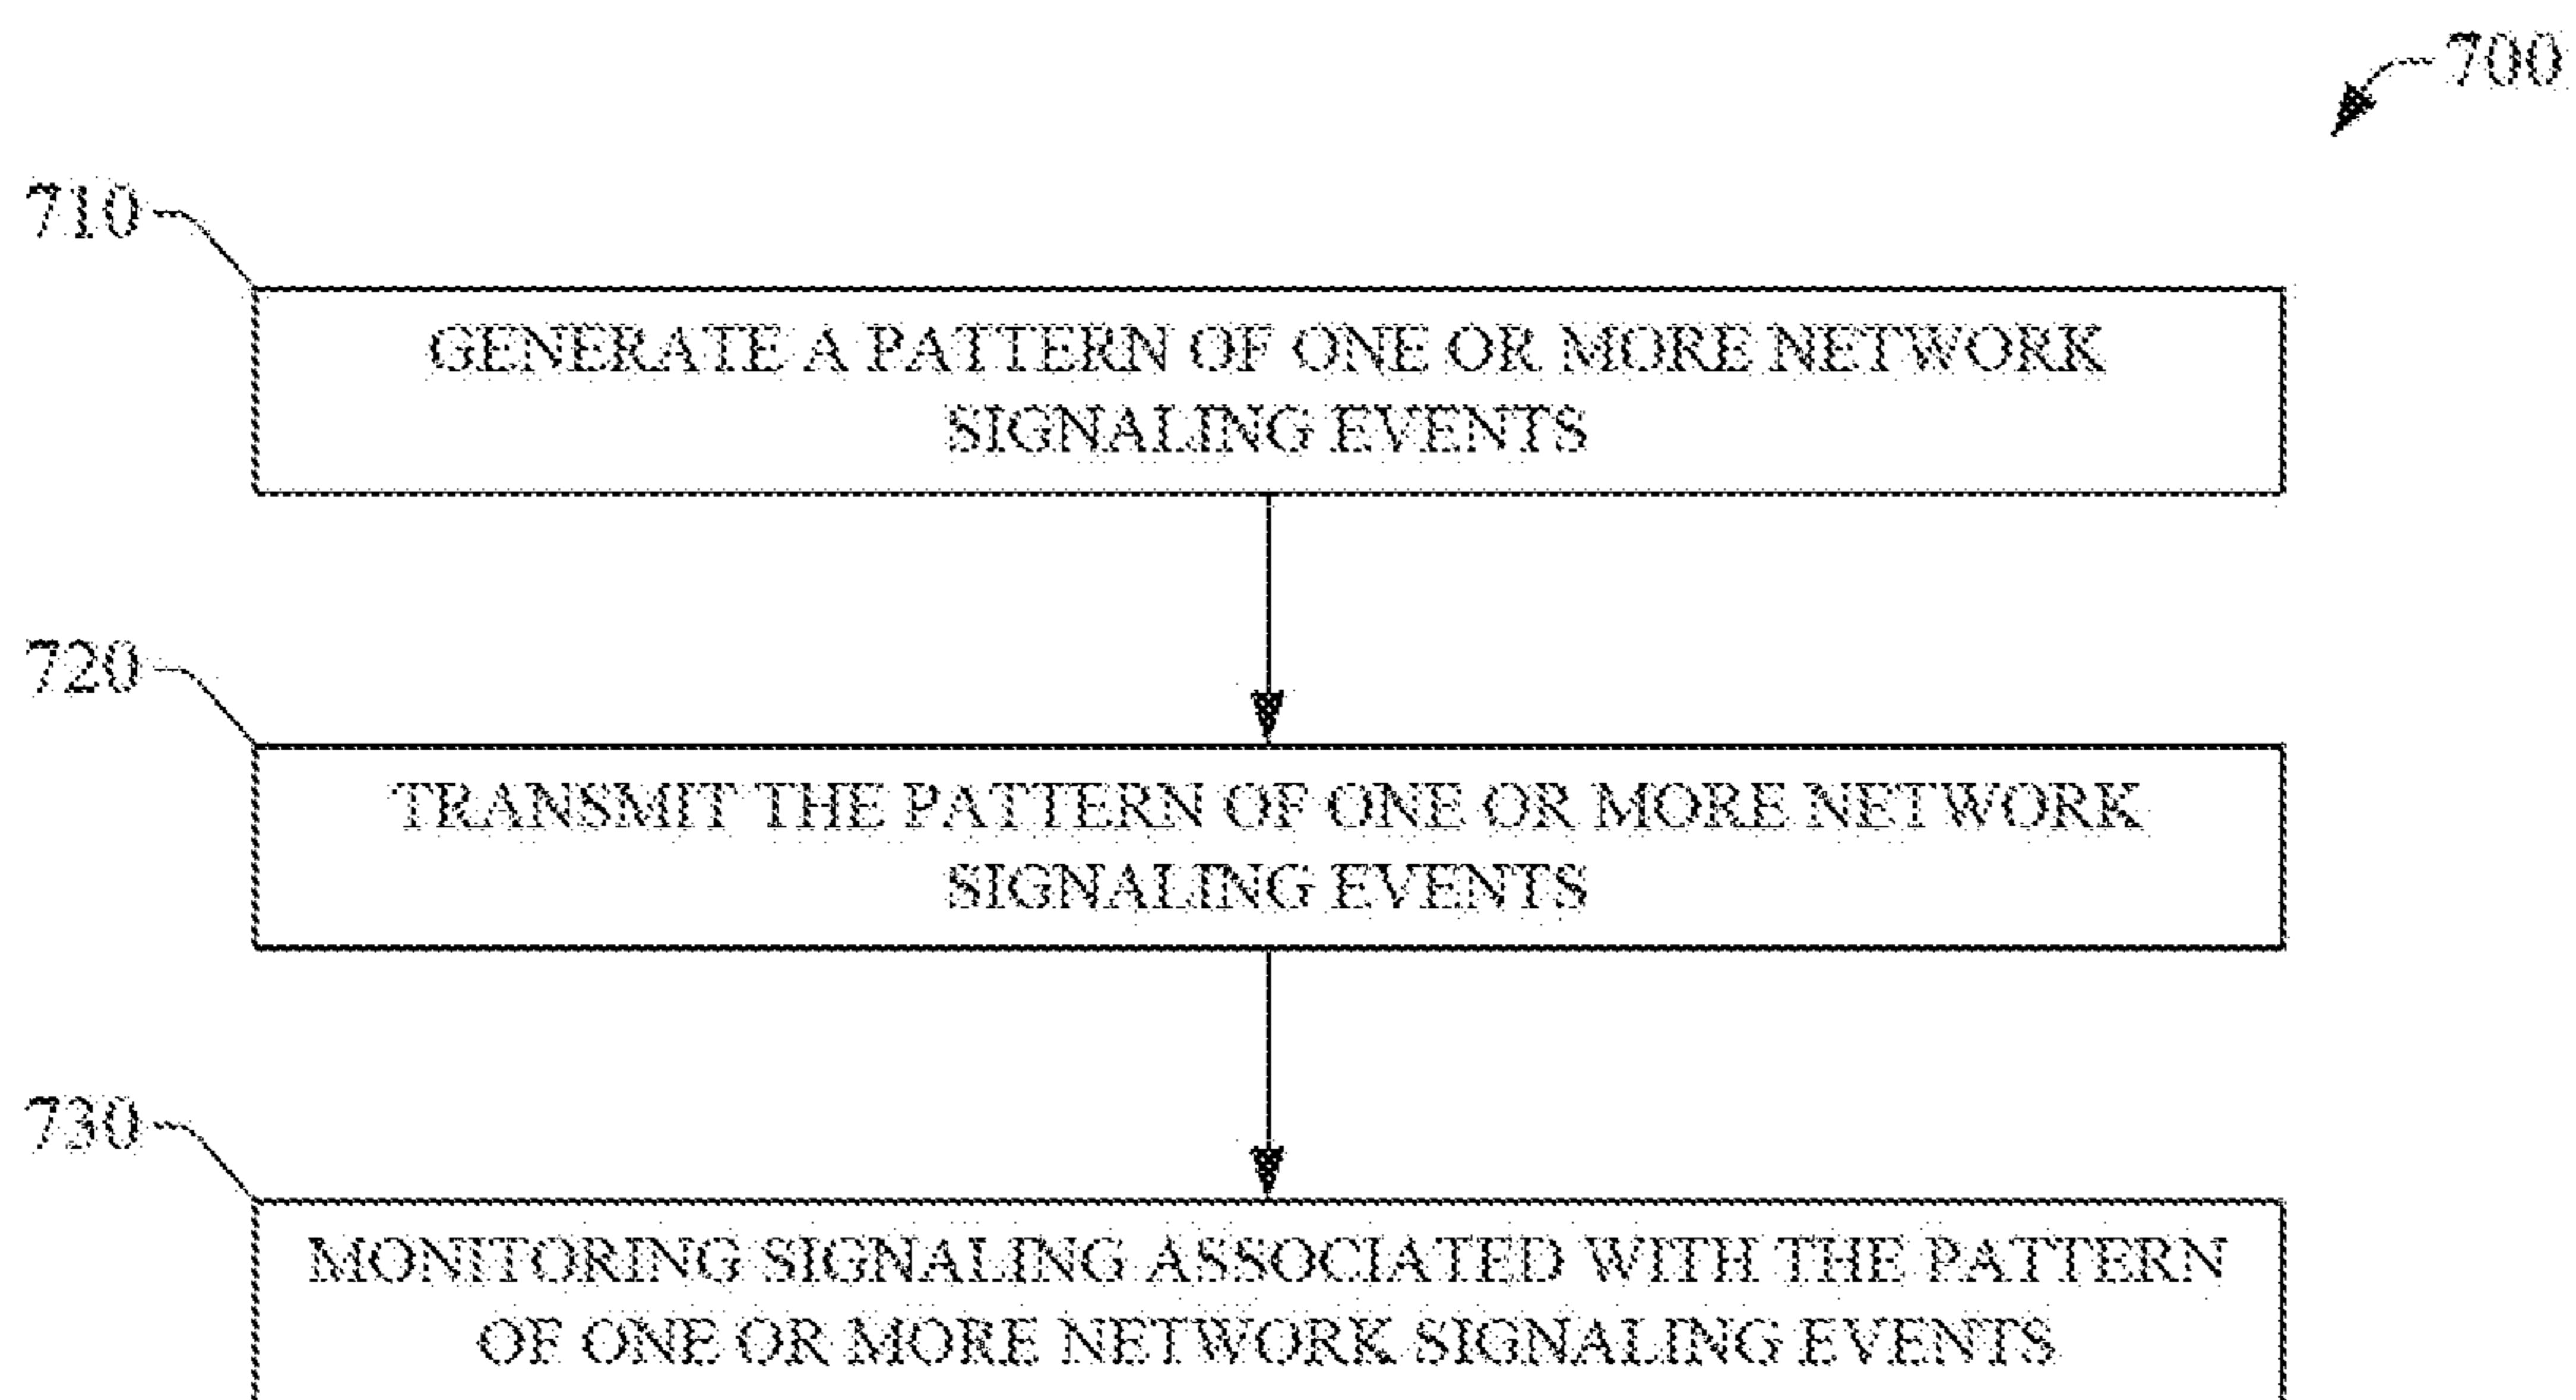 700
710
GENERATE A PATTERN OF ONE OR MORE NETWORK
SIGNALING EVENTS
720
TRANSMIT THE PATTERN OF ONE OR MORE NETWORK
SIGNALING EVENTS
730
MONITORING SIGNALING ASSOCIATED WITH THE PATTERN
OF ONE OR MORE NETWORK SIGNALING EVENTS